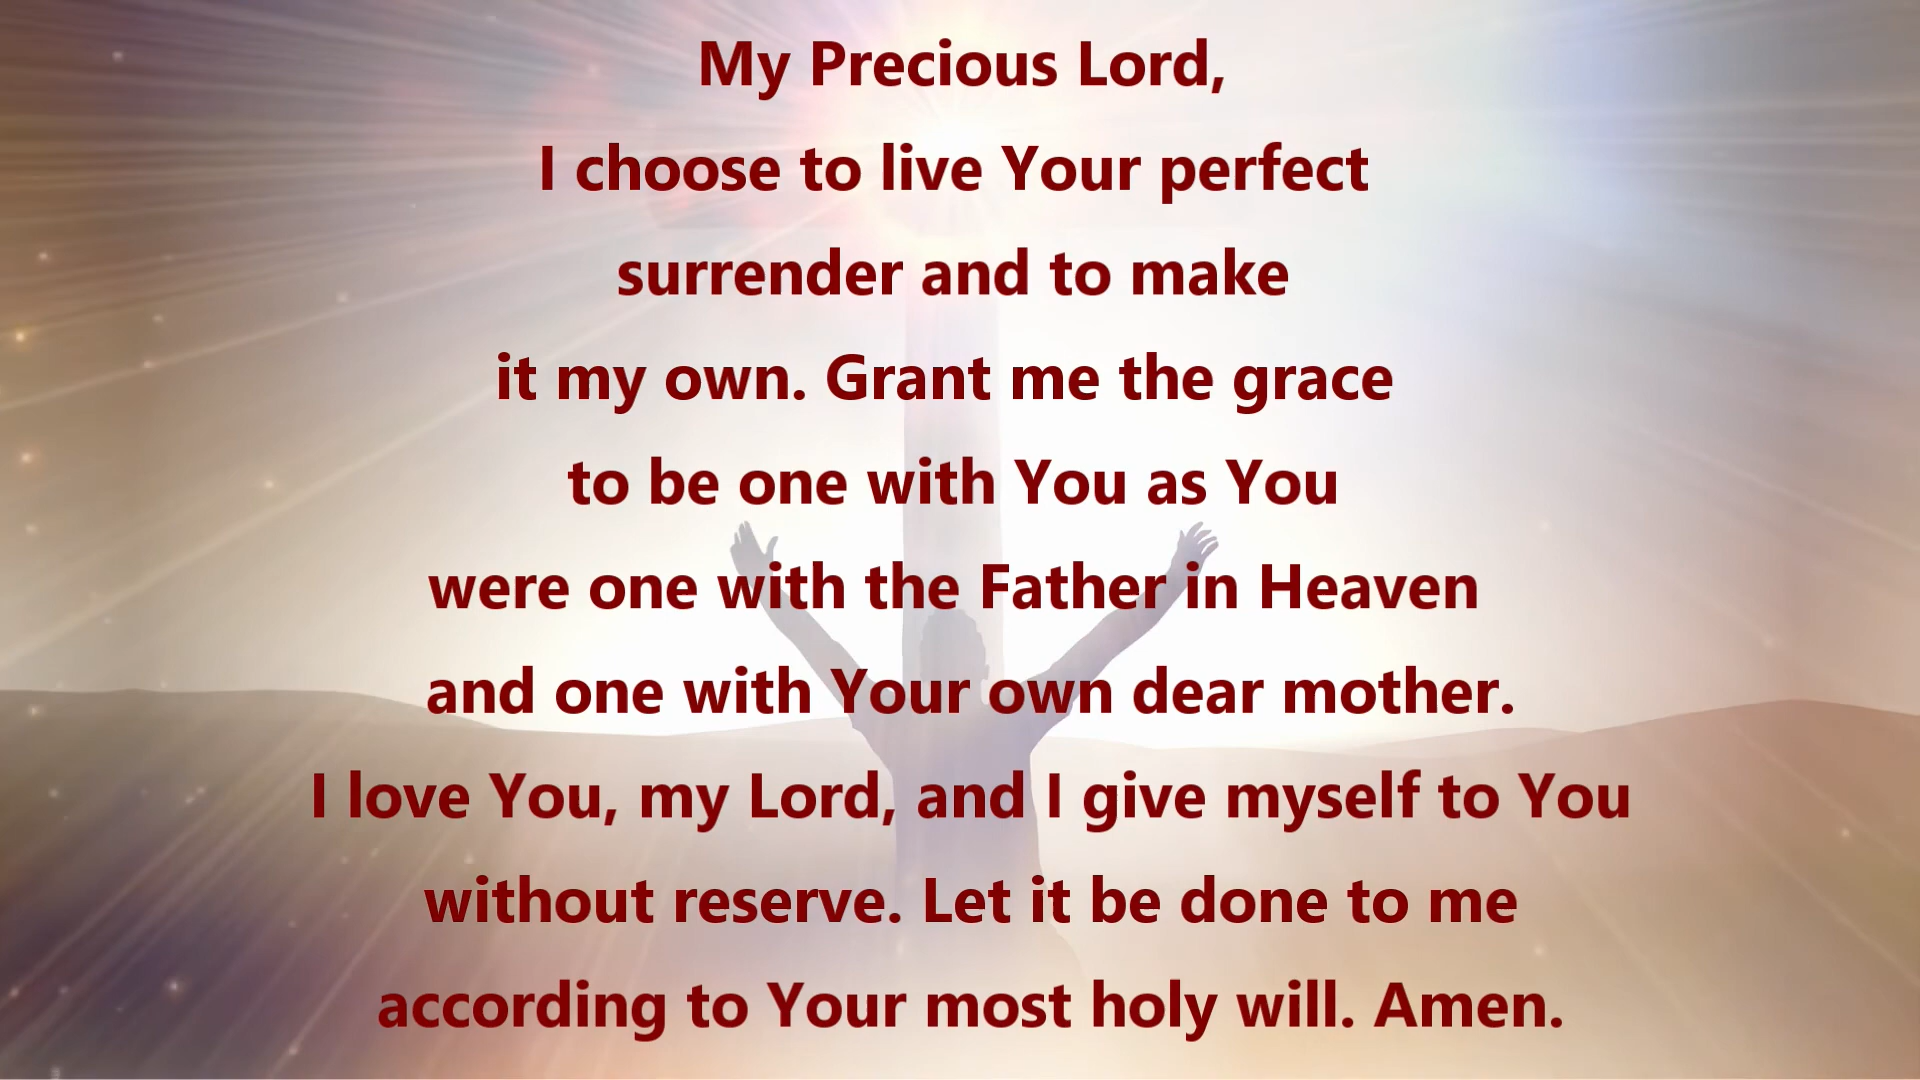 My Precious Lord,
I choose to live Your perfect
surrender and to make
it my own. Grant me the grace
to be one with You as You
were one with the Father in Heaven
and one with Your own dear mother.
I love You, my Lord, and I give myself to You
without reserve. Let it be done to me
according to Your most holy will. Amen.